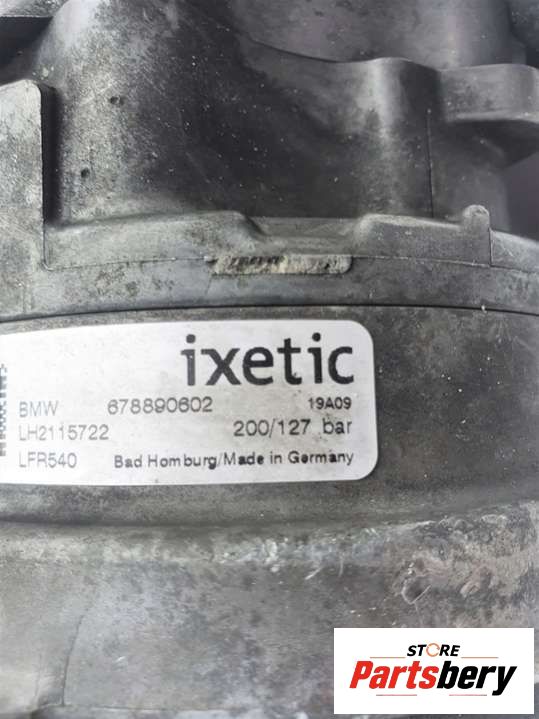 ixetic
BMW 678890602 19A09
LH2115722 200/127 bar
LFR540 Bad Homburg/Made in Germany
STORE
Partsbery